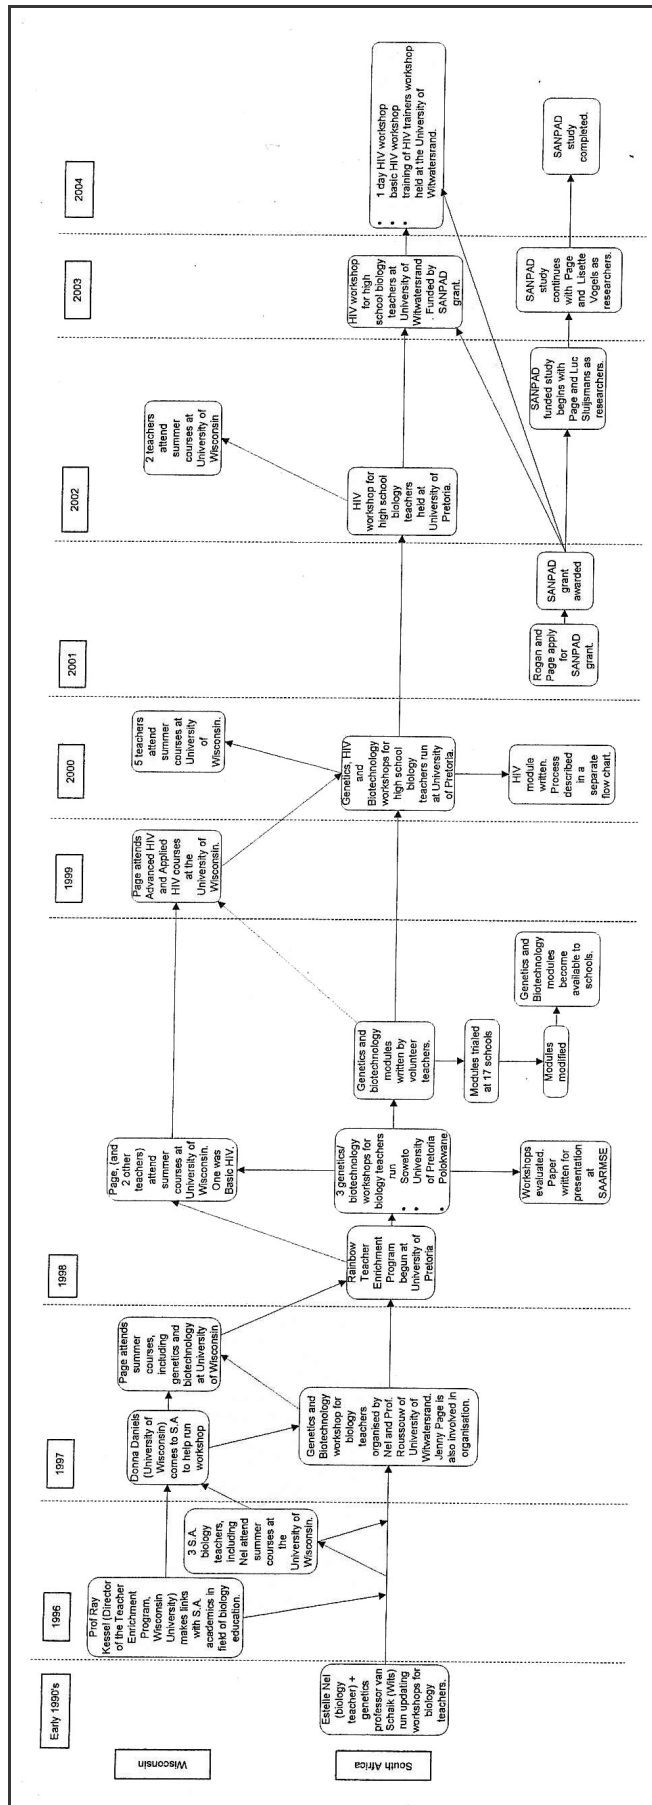 Early 1990's
1996
1997
1998
1999
2000
2001
2002
2003
2004
Wisconsin
Prof Ray
Kessel (Director
of the Teacher
Enrichment
Program,
Wisconsin
University)
makes links
with S.A.
academics in
field of biology
education.
3 S.A.
biology
teachers,
including
Nel attend
summer
courses at
the
University of
Wisconsin.
Donna Daniels
(University of
Wisconsin)
comes to S.A
to help run
workshop
Page attends
summer
courses,
including
genetics and
biotechnology
at University
of Wisconsin
Page, (and
2 other
teachers)
attend
summer
courses at
University of
Wisconsin.
One was
Basic HIV.
Page attends
Advanced HIV
and Applied
HIV courses
at the
University of
Wisconsin.
5 teachers
attend
summer
courses at
University
of
Wisconsin.
2 teachers
attend
summer
courses at
University of
Wisconsin
South Africa
Estelle Nel
(biology
teacher) +
genetics
professor van
Schaik (Wits)
run updating
workshops for
biology
teachers.
Genetics and
Biotechnology
workshop for
biology
teachers
organised by
Nel and Prof.
Rousscuw of
University of
Witwatersrand.
Jenny Page is
also involved in
organisation.
Rainbow
Teacher
Enrichment
Program
begun at
University of
Pretoria
3 genetics/
biotechnology
workshops for
biology teachers
run
• Soweto
• University
of Pretoria
• Polokwane
Workshops
evaluated.
Paper
written for
presentation
at
SAARMSE
Genetics and
biotechnology
modules
written by
volunteer
teachers.
Modules trialed
at 17 schools
Modules
modified
Genetics and
Biotechnology
modules
become
available to
schools.
Genetics, HIV
and
Biotechnology
workshops for
high school
biology
teachers run
at University
of Pretoria.
HIV
module
written.
Process
described
in a
separate
flow chart.
Rogan and
Page apply
for
SANPAD
grant.
SANPAD
grant
awarded
HIV
workshop for
high school
biology
teachers
held at
University of
Pretoria.
SANPAD
funded study
begins with
Page and Luc
Stuijsmans as
researchers.
HIV workshop
for high
school biology
teachers at
University of
Witwatersrand
. Funded by
SANPAD
grant.
SANPAD
study
continues
with Page
and Lisette
Vogels as
researchers.
• 1 day HIV workshop
• basic HIV workshop
• training of HIV trainers workshop
held at the University of
Witwatersrand.
SANPAD
study
completed.